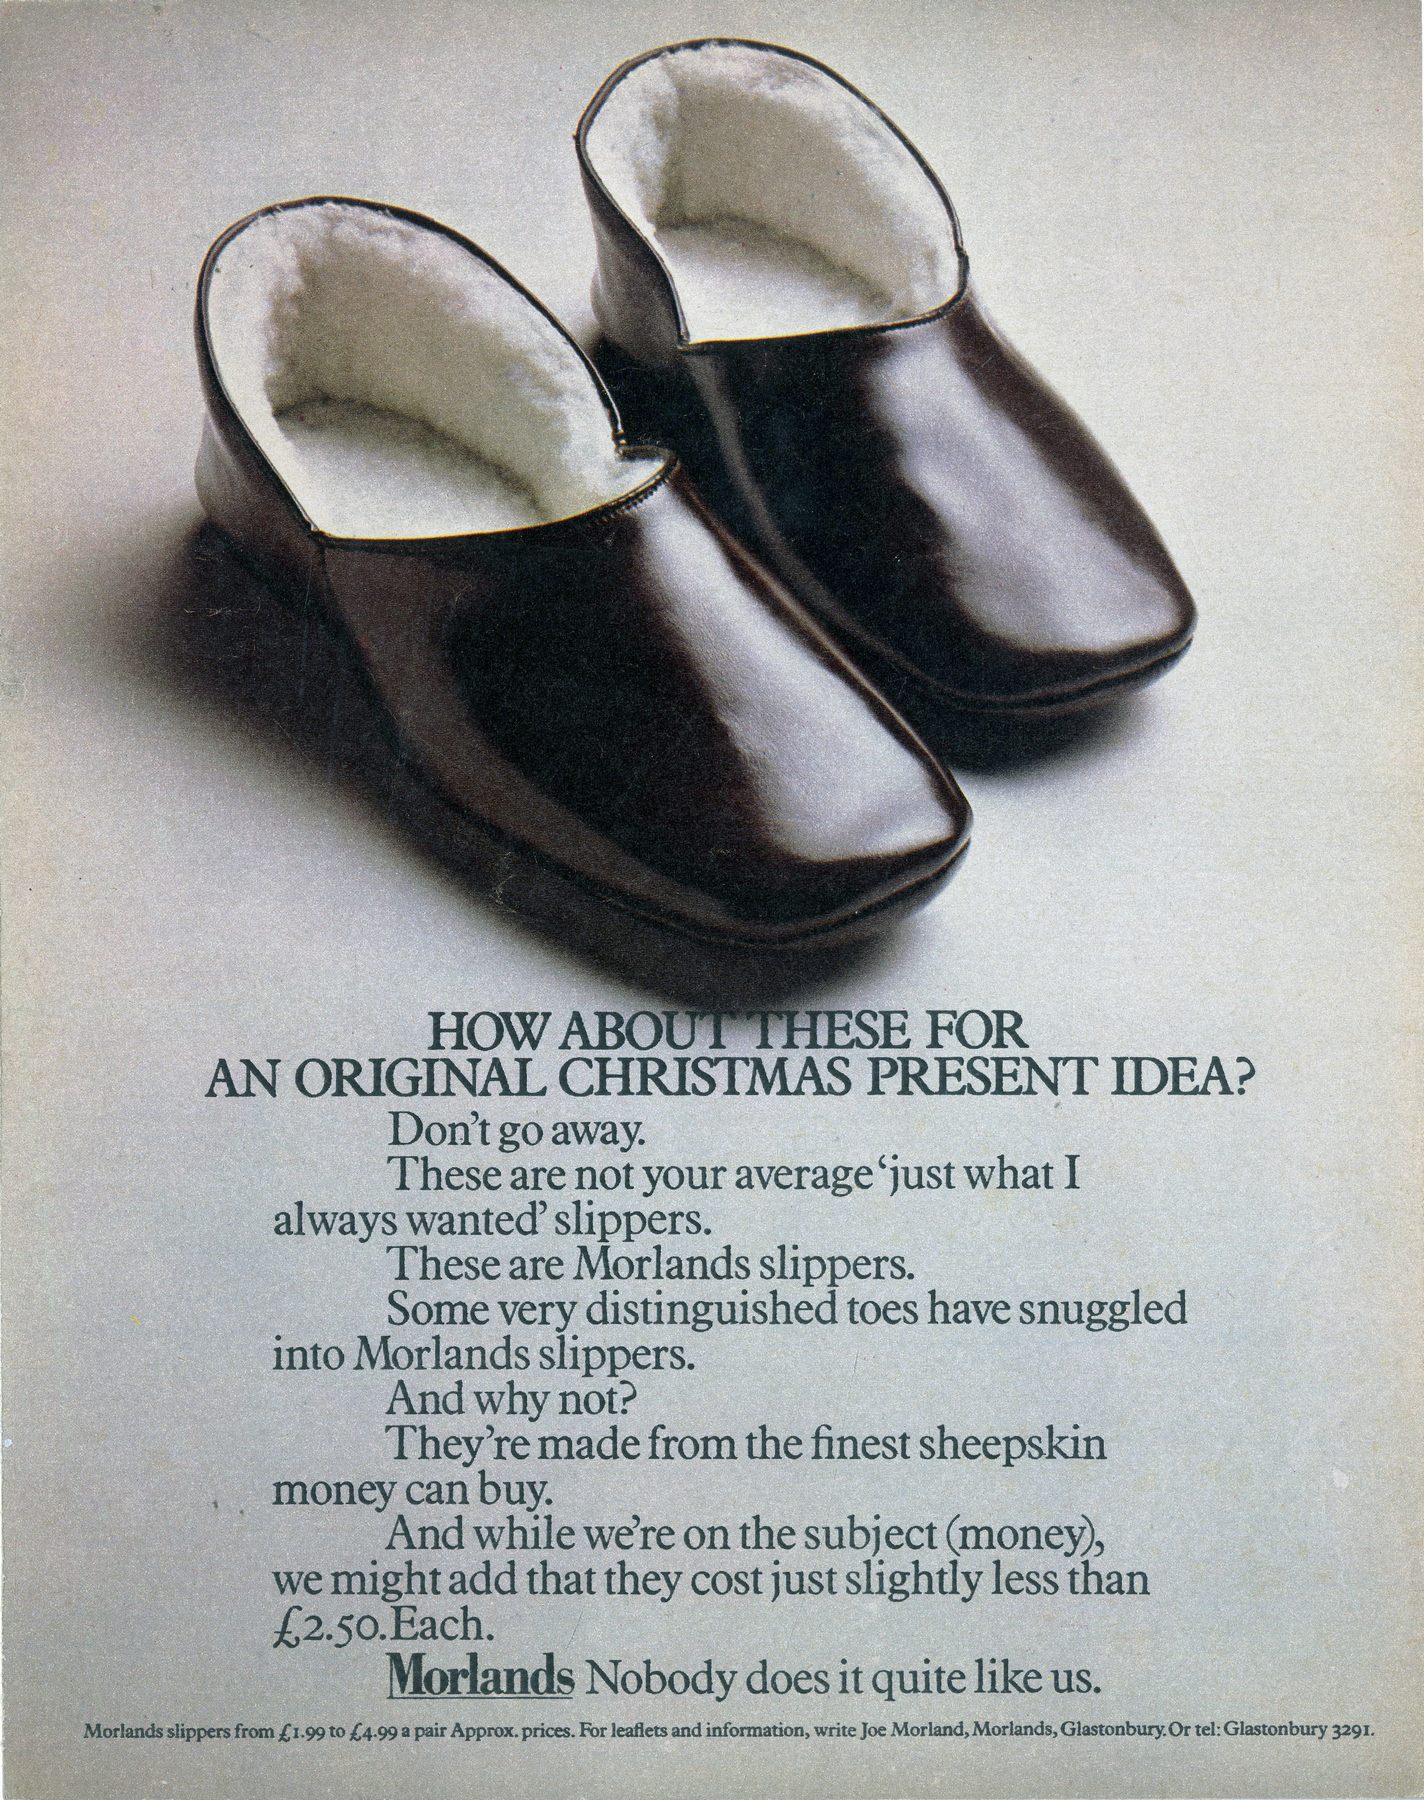 HOW ABOUT THESE FOR
AN ORIGINAL CHRISTMAS PRESENT IDEA?
Don't go away.
These are not your average 'just what I
always wanted' slippers.
These are Morlands slippers.
Some very distinguished toes have snuggled
into Morlands slippers.
And why not?
They're made from the finest sheepskin
money can buy.
And while we're on the subject (money),
we might add that they cost just slightly less than
£2.50. Each.
Morlands Nobody does it quite like us.
Morlands slippers from £1.99 to £4.99 a pair Approx. prices. For leaflets and information, write Joe Morland, Morlands, Glastonbury. Or tel: Glastonbury 3291.